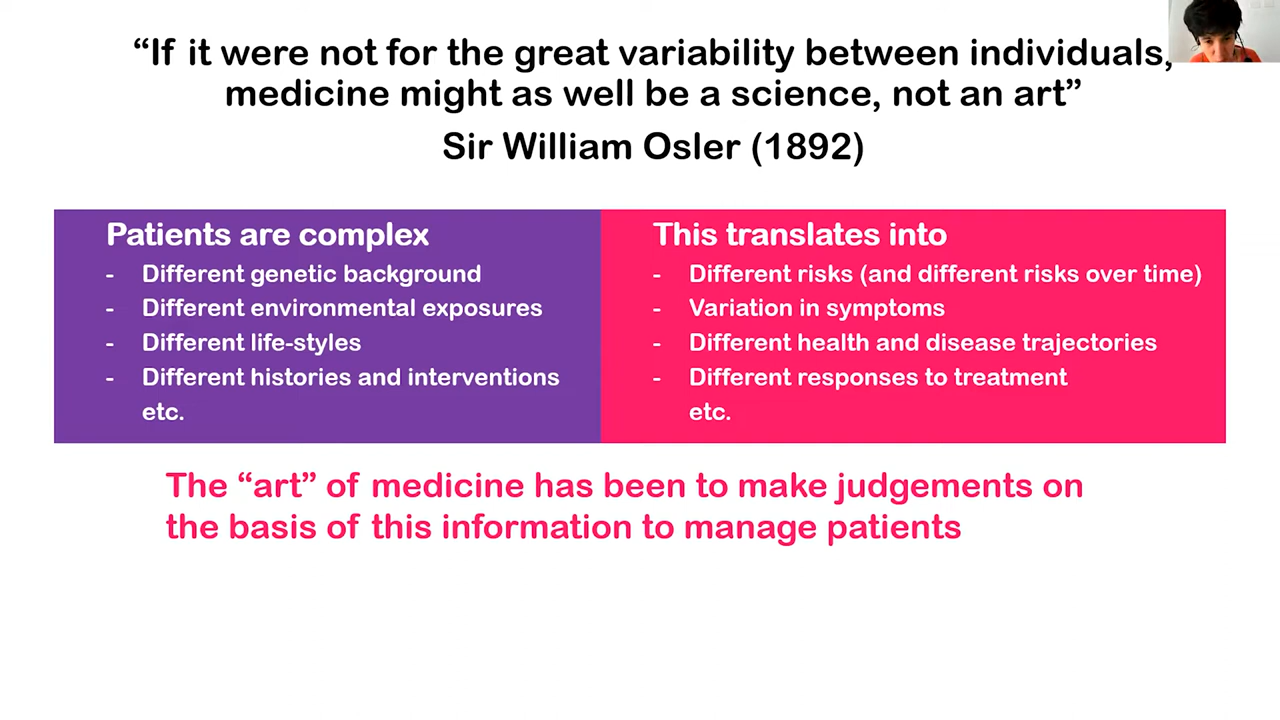 “If it were not for the great variability between individuals,
medicine might as well be a science, not an art”
Sir William Osler (1892)
Patients are complex
- Different genetic background
- Different environmental exposures
- Different life-styles
- Different histories and interventions
etc.
This translates into
- Different risks (and different risks over time)
- Variation in symptoms
- Different health and disease trajectories
- Different responses to treatment
etc.
The “art” of medicine has been to make judgements on
the basis of this information to manage patients